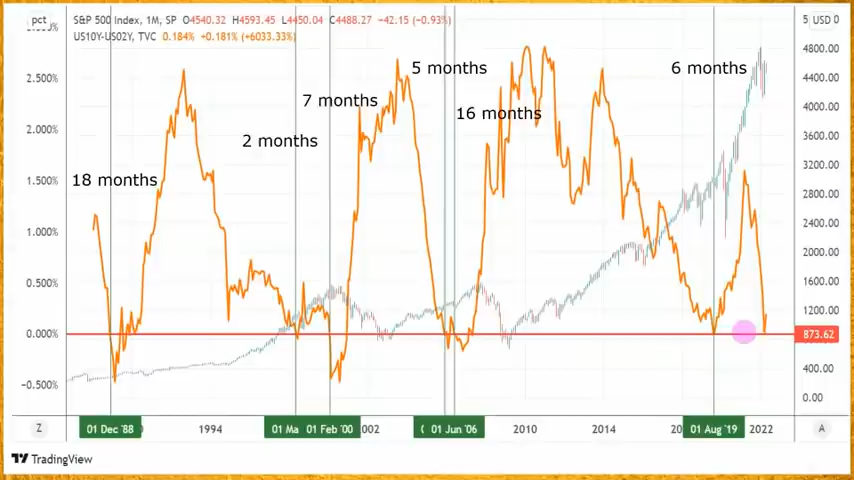 pct
S&P 500 Index, 1M, SP O4540.32 H4593.45 L4450.04 C4488.27 −42.15 (−0.93%)
5 USD 0
US10Y-US02Y, TVC 0.184% +0.181% (+6033.33%)
2.500%
2.000%
1.500%
1.000%
0.500%
0.000%
−0.500%
4800.00
4400.00
4000.00
3600.00
3200.00
2800.00
2400.00
2000.00
1600.00
1200.00
873.62
400.00
0.00
5 months
6 months
7 months
16 months
2 months
18 months
Z
01 Dec '88
1994
01 Ma
01 Feb '00
002
01 Jun '06
2010
2014
01 Aug '19
2022
A
TradingView